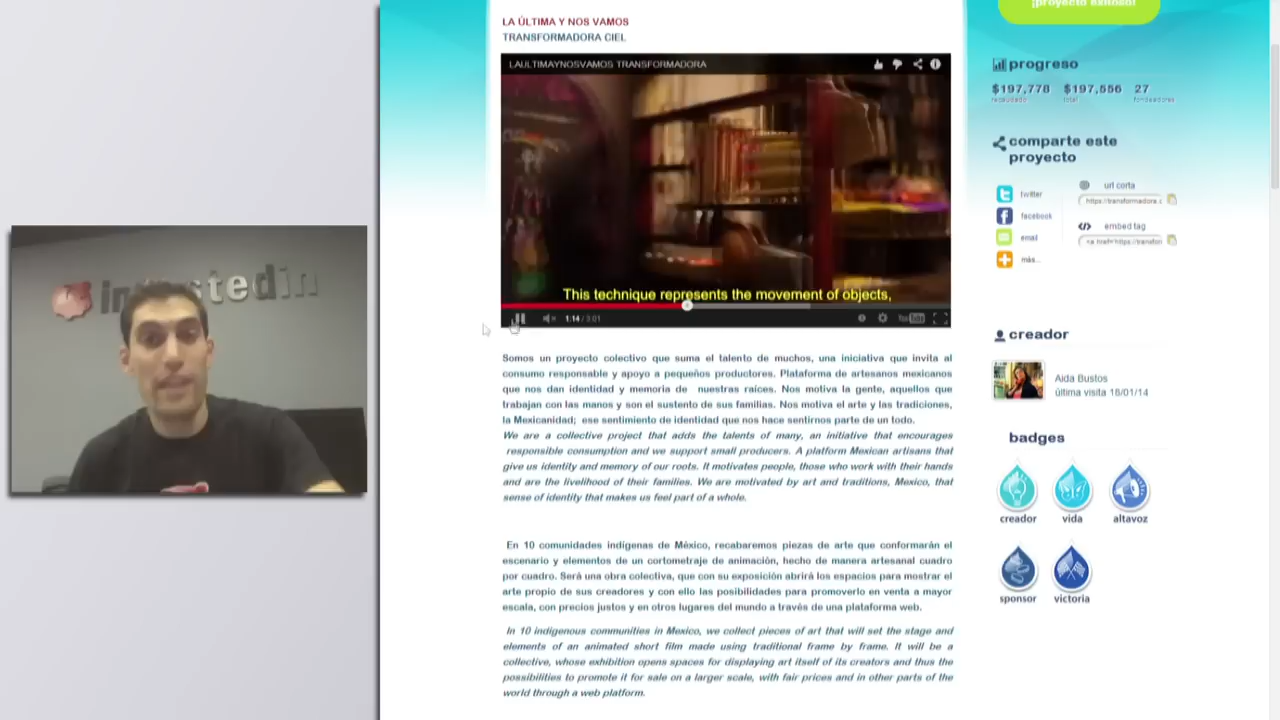 investedin
LA ÚLTIMA Y NOS VAMOS
TRANSFORMADORA CIEL
LAULTIMAYNOSVAMOS TRANSFORMADORA
This technique represents the movement of objects,
1:14 / 3:01
YouTube
Somos un proyecto colectivo que suma el talento de muchos, una iniciativa que invita al
consumo responsable y apoyo a pequeños productores. Plataforma de artesanos mexicanos
que nos dan identidad y memoria de nuestras raíces. Nos motiva la gente, aquellos que
trabajan con las manos y son el sustento de sus familias. Nos motiva el arte y las tradiciones,
la Mexicanidad; ese sentimiento de identidad que nos hace sentirnos parte de un todo.
We are a collective project that adds the talents of many, an initiative that encourages
responsible consumption and we support small producers. A platform Mexican artisans that
give us identity and memory of our roots. It motivates people, those who work with their hands
and are the livelihood of their families. We are motivated by art and traditions, Mexico, that
sense of identity that makes us feel part of a whole.
En 10 comunidades indígenas de México, recabaremos piezas de arte que conformarán el
escenario y elementos de un cortometraje de animación, hecho de manera artesanal cuadro
por cuadro. Será una obra colectiva, que con su exposición abrirá los espacios para mostrar el
arte propio de sus creadores y con ello las posibilidades para promoverlo en venta a mayor
escala, con precios justos y en otros lugares del mundo a través de una plataforma web.
In 10 indigenous communities in Mexico, we collect pieces of art that will set the stage and
elements of an animated short film made using traditional frame by frame. It will be a
collective, whose exhibition opens spaces for displaying art itself of its creators and thus the
possibilities to promote it for sale on a larger scale, with fair prices and in other parts of the
world through a web platform.
¡proyecto exitoso!
progreso
$197,778 $197,556 27
recaudado total fondeadores
comparte este
proyecto
twitter
facebook
email
más...
url corta
https://transformadora.c
embed tag
<a href="https://transfor
creador
Aida Bustos
última visita 18/01/14
badges
creador vida altavoz
sponsor victoria